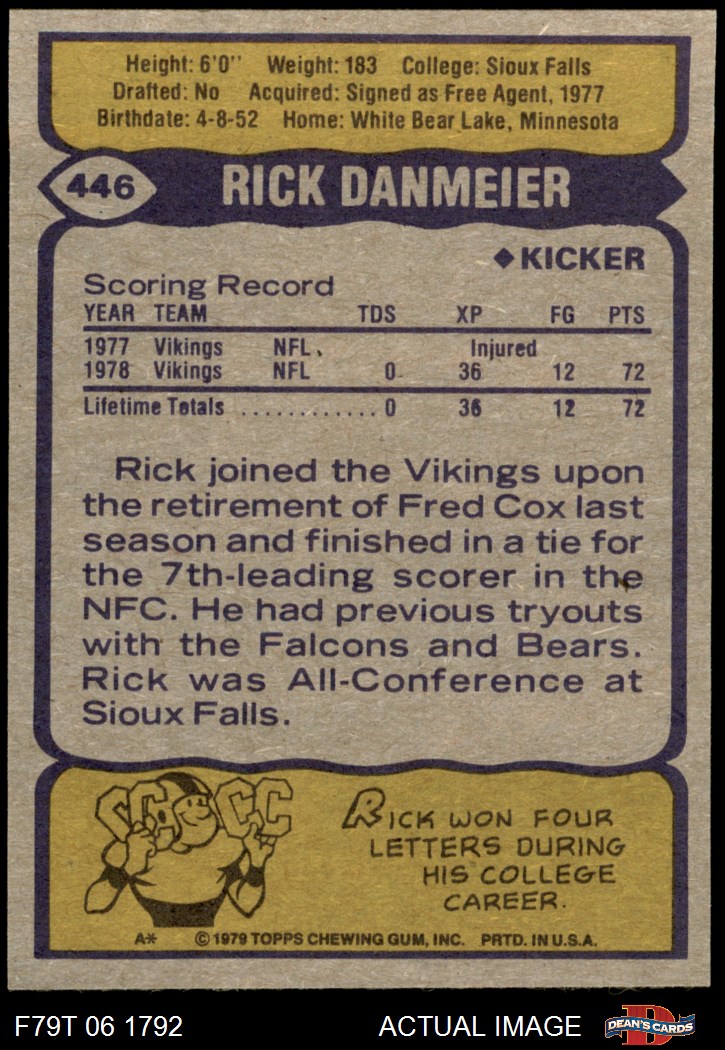 Height: 6'0'' Weight: 183 College: Sioux Falls
Drafted: No Acquired: Signed as Free Agent, 1977
Birthdate: 4-8-52 Home: White Bear Lake, Minnesota
446 RICK DANMEIER
◆KICKER
Scoring Record
YEAR TEAM TDS XP FG PTS
1977 Vikings NFL Injured
1978 Vikings NFL 0 36 12 72
Lifetime Totals ............ 0 36 12 72
Rick joined the Vikings upon
the retirement of Fred Cox last
season and finished in a tie for
the 7th-leading scorer in the
NFC. He had previous tryouts
with the Falcons and Bears.
Rick was All-Conference at
Sioux Falls.
CC CC
RICK WON FOUR
LETTERS DURING
HIS COLLEGE
CAREER.
A* ©1979 TOPPS CHEWING GUM, INC. PRTD. IN U.S.A.
F79T 06 1792 ACTUAL IMAGE DEAN'S CARDS